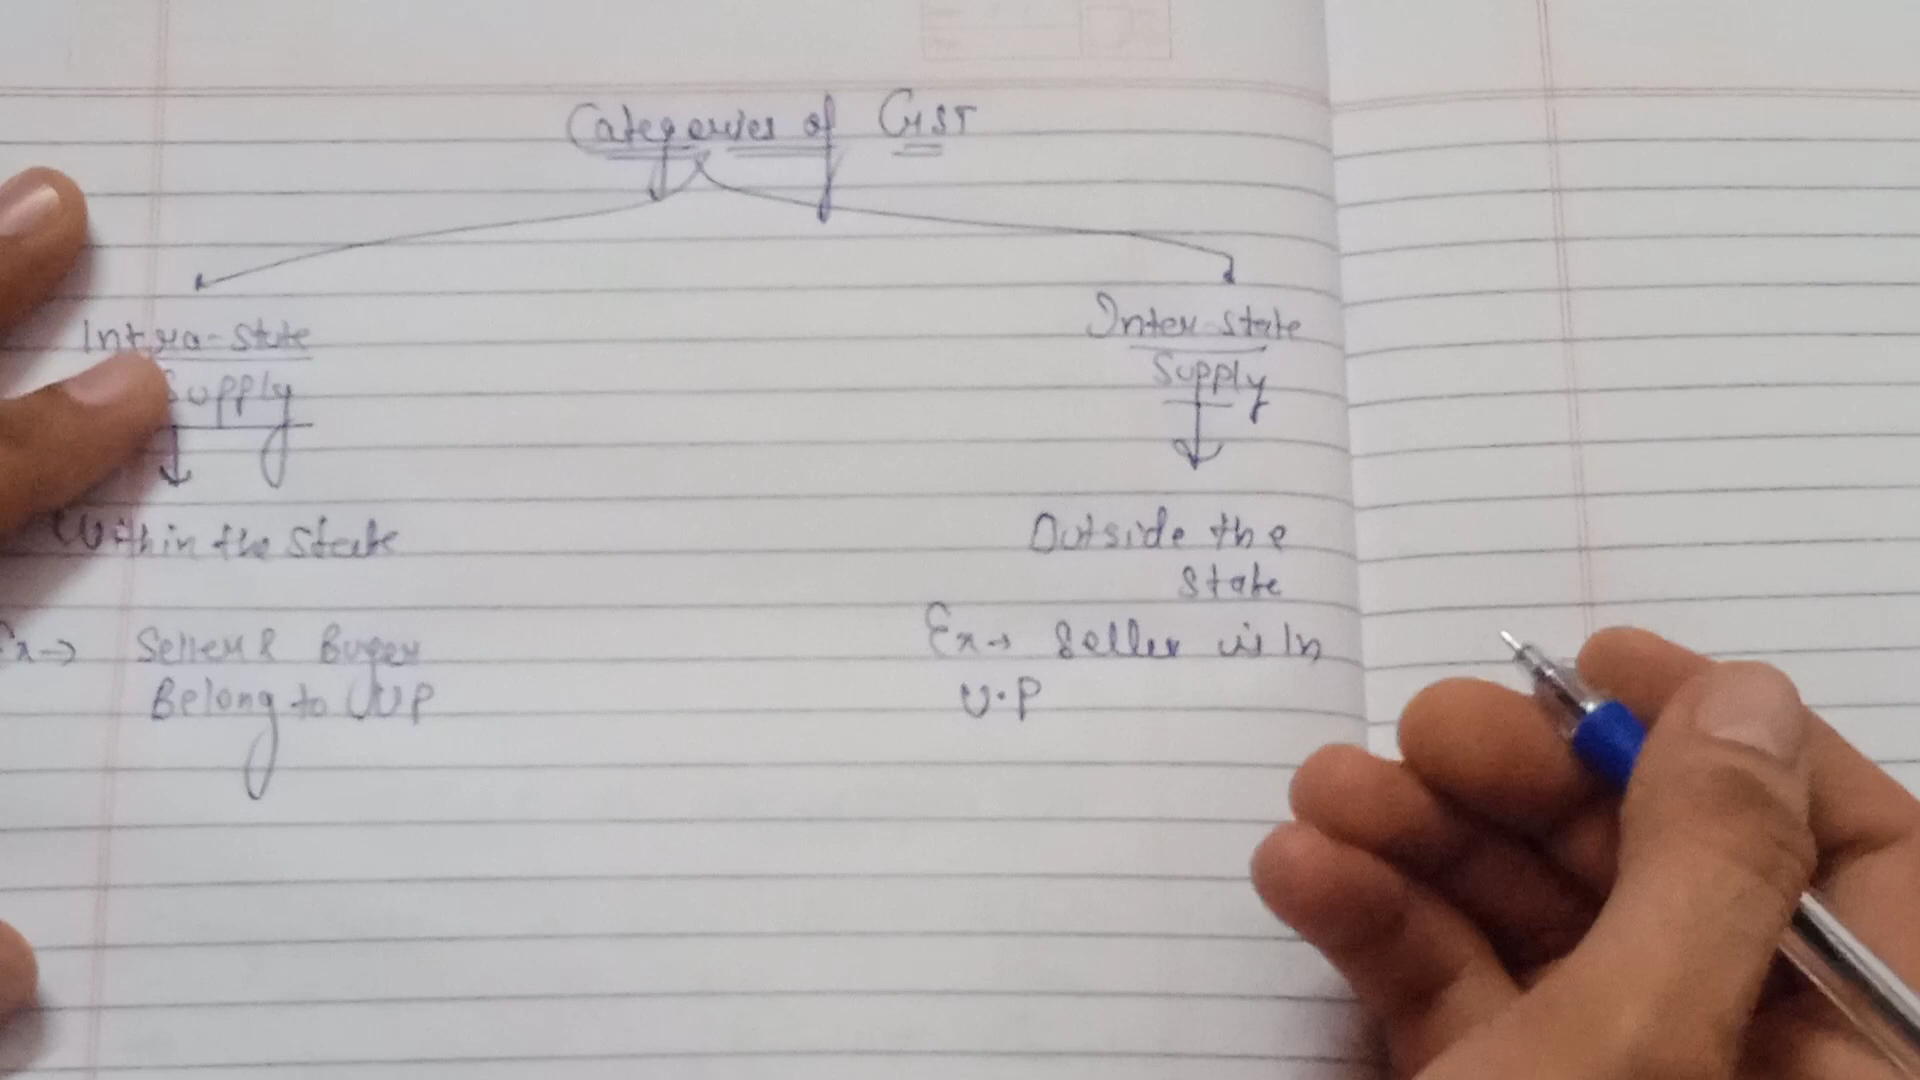 Categories of GST
Intra-State
Supply
Within the State
Ex→ Seller & Buyer
Belong to UP
Inter-state
Supply
Outside the
state
Ex→ Seller is In
U.P